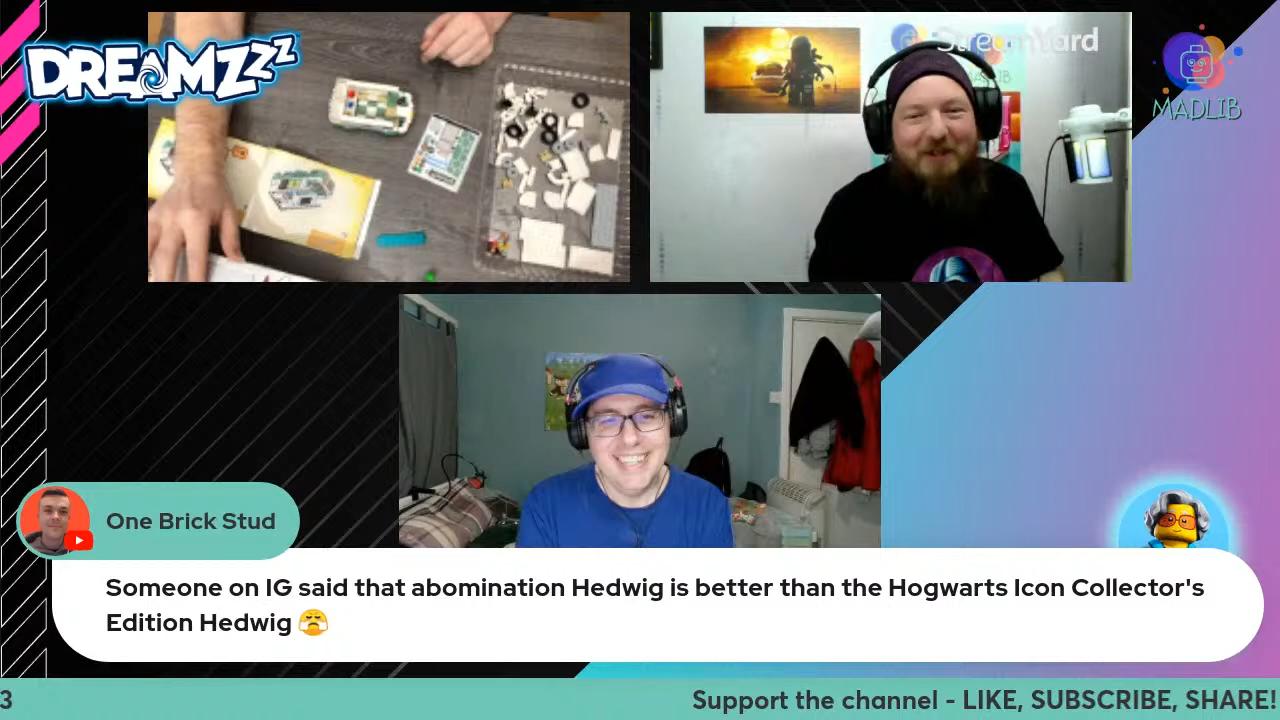 DREAMZzz
StreamYard
MADLIB
One Brick Stud
Someone on IG said that abomination Hedwig is better than the Hogwarts Icon Collector's
Edition Hedwig 😤
3
Support the channel - LIKE, SUBSCRIBE, SHARE!